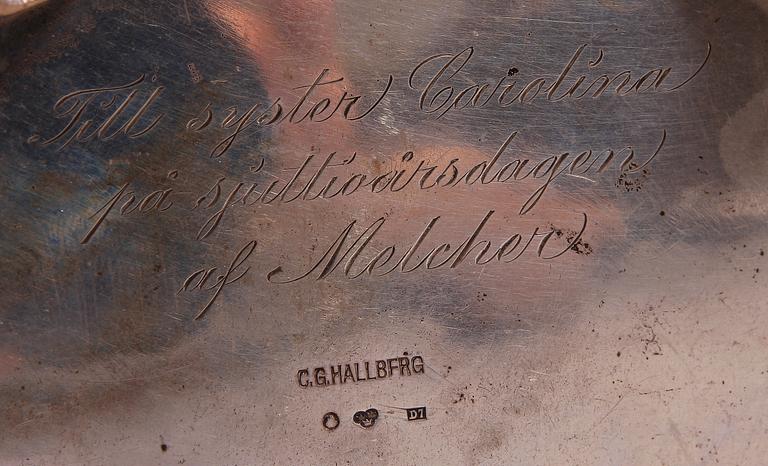 Till syster Carolina
på sjuttioårsdagen
af Melcher
C.G.HALLBERG
D7